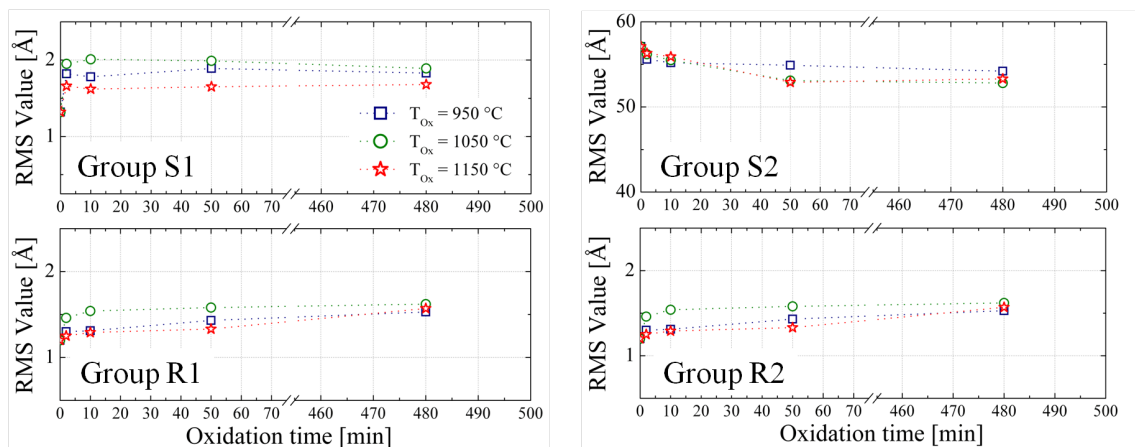 RMS Value [Å]
2
1
T_Ox = 950 °C
T_Ox = 1050 °C
T_Ox = 1150 °C
Group S1
0 10 20 30 40 50 60 70 460 470 480 490 500
RMS Value [Å]
60
50
40
Group S2
0 10 20 30 40 50 60 70 460 470 480 490 500
RMS Value [Å]
2
1
Group R1
0 10 20 30 40 50 60 70 460 470 480 490 500
Oxidation time [min]
RMS Value [Å]
2
1
Group R2
0 10 20 30 40 50 60 70 460 470 480 490 500
Oxidation time [min]